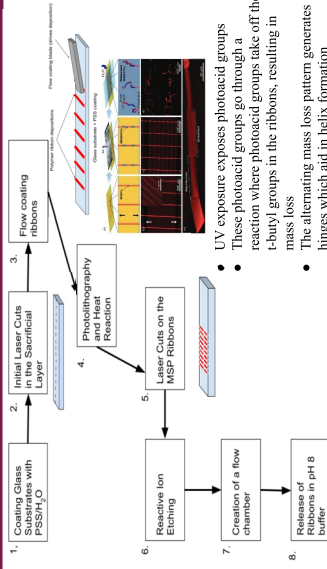 1.
Coating Glass
Substrates with
PSS/H2O
2.
Initial Laser Cuts
in the Sacrificial
Layer
3.
Flow coating
ribbons
4.
Photolithography
and Heat
Reaction
5.
Laser Cuts on the
MSP Ribbons
6.
Reactive Ion
Etching
7.
Creation of a flow
chamber
8.
Release of
Ribbons in pH 8
buffer
Flow coating blade (drives deposition)
Polymer ribbon depositions
Glass substrate + PSS coating
• UV exposure exposes photoacid groups
• These photoacid groups go through a
reaction where photoacid groups take off the
t-butyl groups in the ribbons, resulting in
mass loss
• The alternating mass loss pattern generates
hinges which aid in helix formation